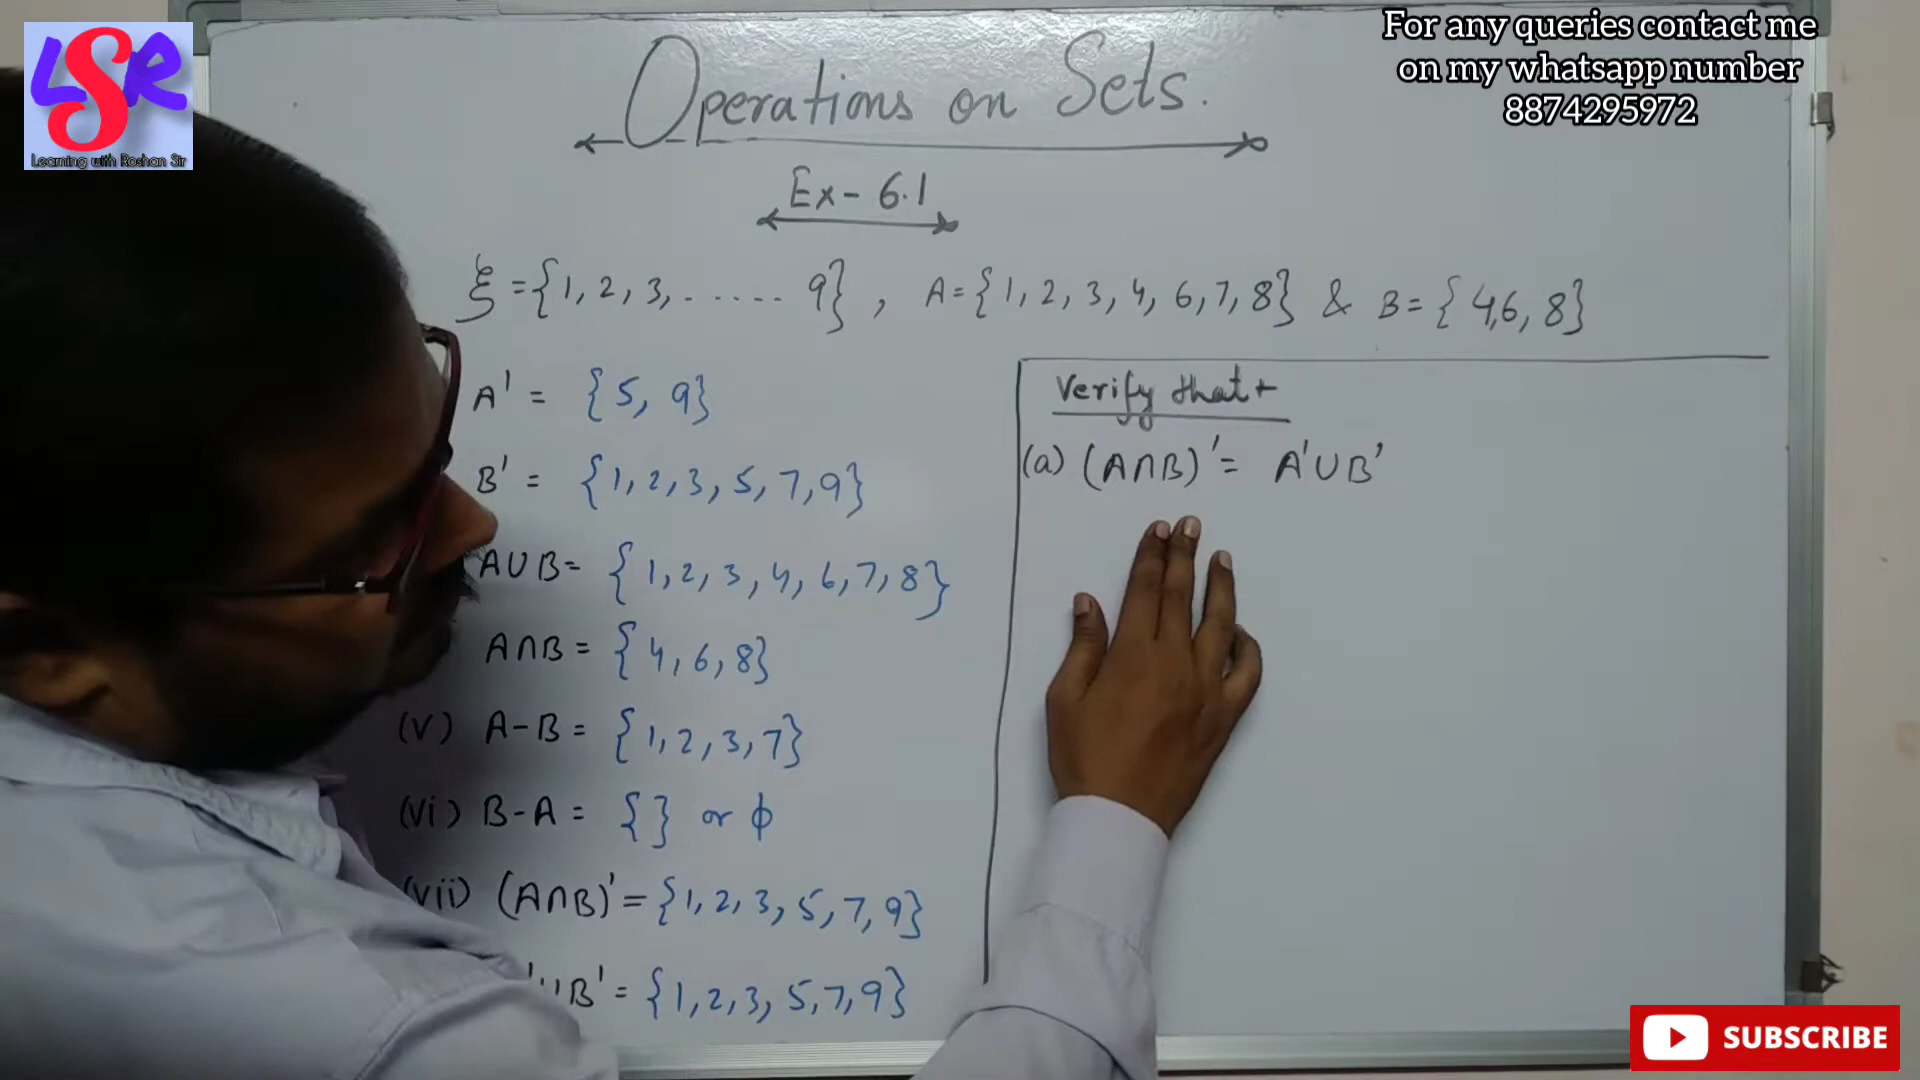 LSR
Learning with Roshan Sir
For any queries contact me
on my whatsapp number
8874295972
Operations on Sets.
Ex- 6.1
ξ = {1, 2, 3, ..... 9} , A = {1, 2, 3, 4, 6, 7, 8} & B = {4,6, 8}
A' = {5, 9}
B' = {1, 2, 3, 5, 7, 9}
A∪B = {1, 2, 3, 4, 6, 7, 8}
A∩B = {4, 6, 8}
(v) A-B = {1, 2, 3, 7}
(vi) B-A = {} or ϕ
(vii) (A∩B)' = {1, 2, 3, 5, 7, 9}
'∪B' = {1, 2, 3, 5, 7, 9}
Verify that
(a) (A∩B)' = A'∪B'
SUBSCRIBE